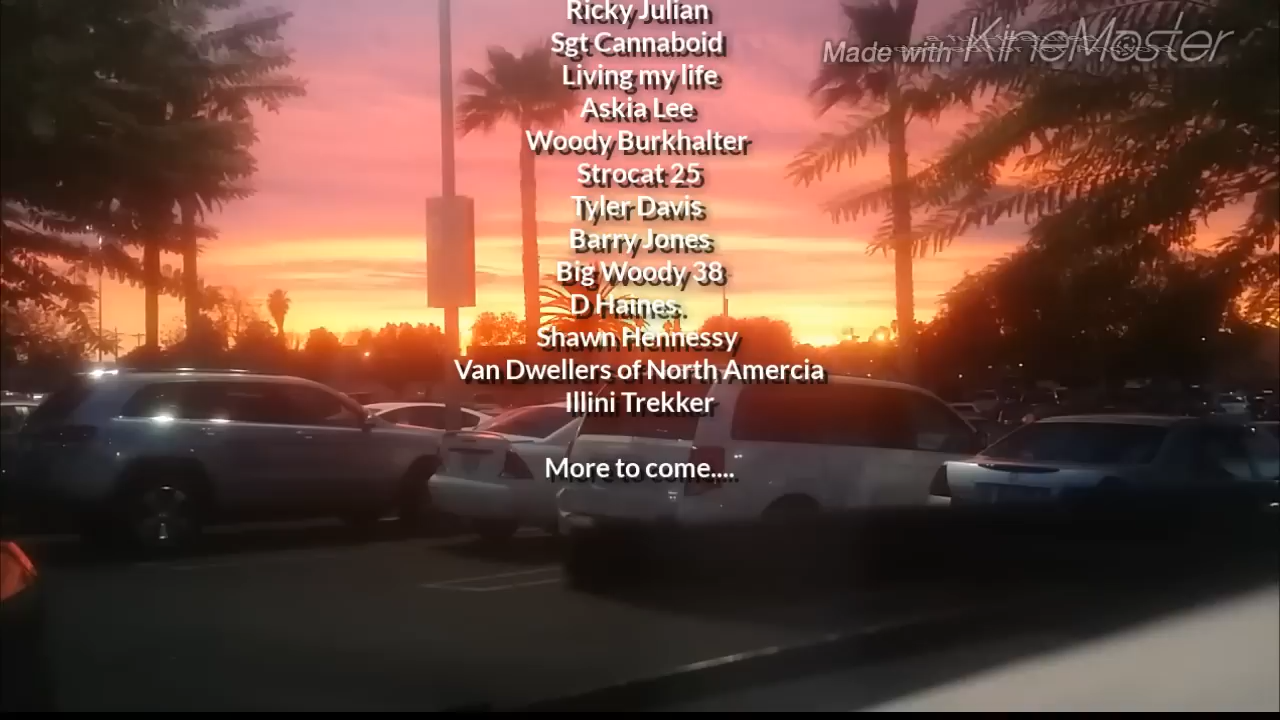 Ricky Julian
Made with KineMaster
Sgt Cannaboid
Living my life
Askia Lee
Woody Burkhalter
Strocat 25
Tyler Davis
Barry Jones
Big Woody 38
D Haines.
Shawn Hennessy
Van Dwellers of North Amercia
Illini Trekker
More to come....